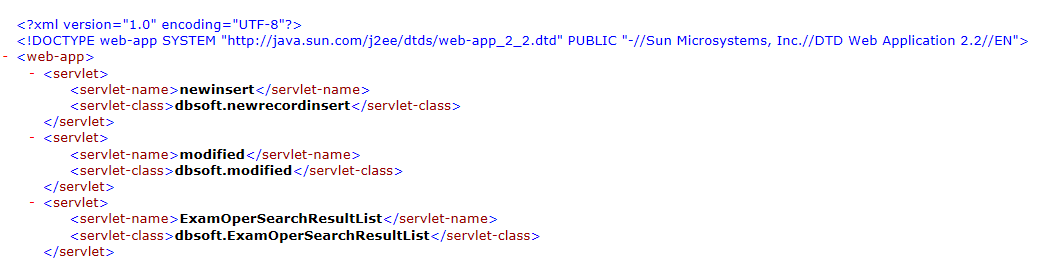 <?xml version="1.0" encoding="UTF-8"?>
<!DOCTYPE web-app SYSTEM "http://java.sun.com/j2ee/dtds/web-app_2_2.dtd" PUBLIC "-//Sun Microsystems, Inc.//DTD Web Application 2.2//EN">
- <web-app>
- <servlet>
<servlet-name>newinsert</servlet-name>
<servlet-class>dbsoft.newrecordinsert</servlet-class>
</servlet>
- <servlet>
<servlet-name>modified</servlet-name>
<servlet-class>dbsoft.modified</servlet-class>
</servlet>
- <servlet>
<servlet-name>ExamOperSearchResultList</servlet-name>
<servlet-class>dbsoft.ExamOperSearchResultList</servlet-class>
</servlet>